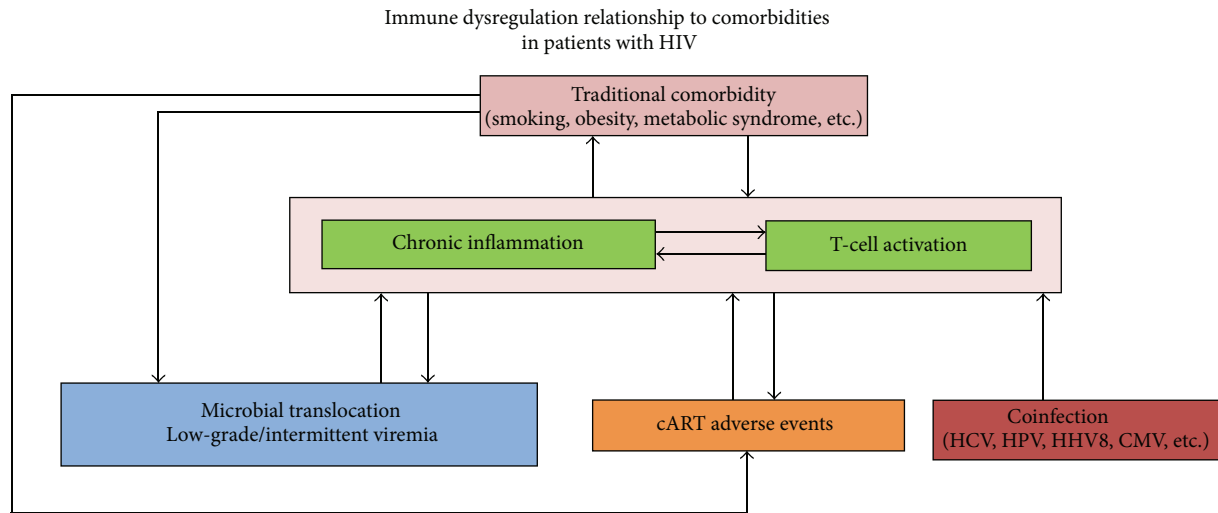 Immune dysregulation relationship to comorbidities
in patients with HIV
Traditional comorbidity
(smoking, obesity, metabolic syndrome, etc.)
Chronic inflammation
T-cell activation
Microbial translocation
Low-grade/intermittent viremia
cART adverse events
Coinfection
(HCV, HPV, HHV8, CMV, etc.)